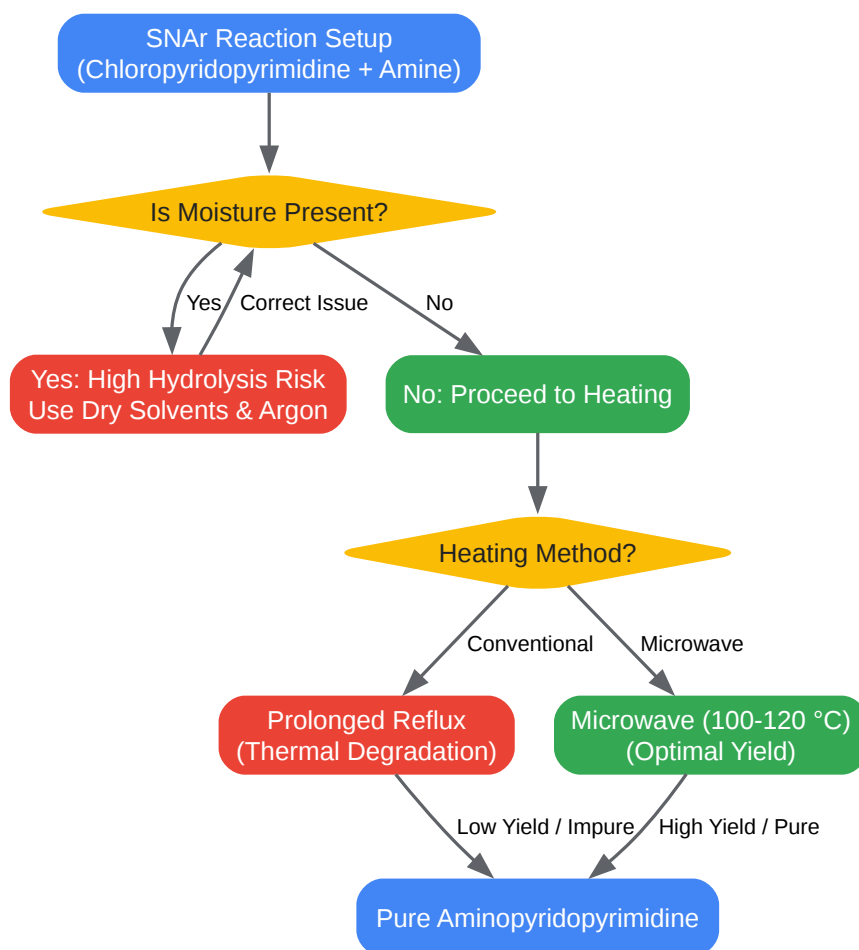 SNAr Reaction Setup
(Chloropyridopyrimidine + Amine)
Is Moisture Present?
Yes
Correct Issue
No
Yes: High Hydrolysis Risk
Use Dry Solvents & Argon
No: Proceed to Heating
Heating Method?
Conventional
Microwave
Prolonged Reflux
(Thermal Degradation)
Microwave (100-120 °C)
(Optimal Yield)
Low Yield / Impure
High Yield / Pure
Pure Aminopyridopyrimidine